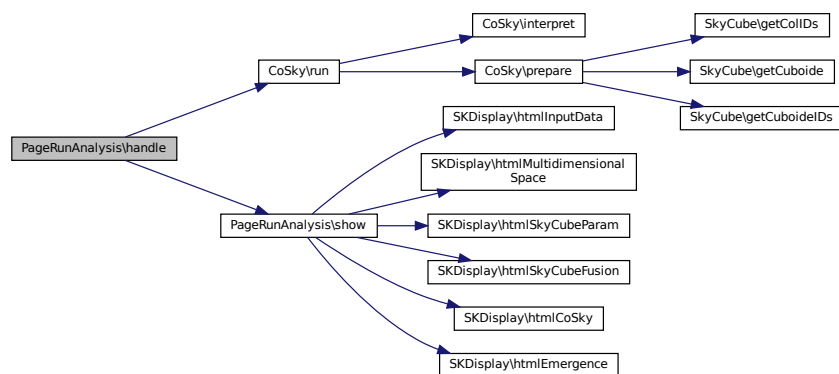 CoSky\interpret
SkyCube\getColIDs
CoSky\run
CoSky\prepare
SkyCube\getCuboide
SkyCube\getCuboideIDs
SKDisplay\htmlInputData
PageRunAnalysis\handle
SKDisplay\htmlMultidimensional
Space
PageRunAnalysis\show
SKDisplay\htmlSkyCubeParam
SKDisplay\htmlSkyCubeFusion
SKDisplay\htmlCoSky
SKDisplay\htmlEmergence